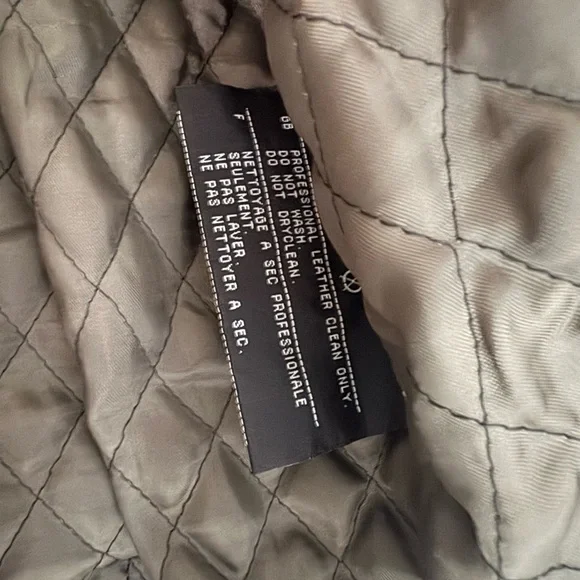 GB PROFESSIONAL LEATHER CLEAN ONLY.
DO NOT WASH.
DO NOT DRYCLEAN.
F NETTOYAGE A SEC PROFESSIONALE
SEULEMENT.
NE PAS LAVER.
NE PAS NETTOYER A SEC.